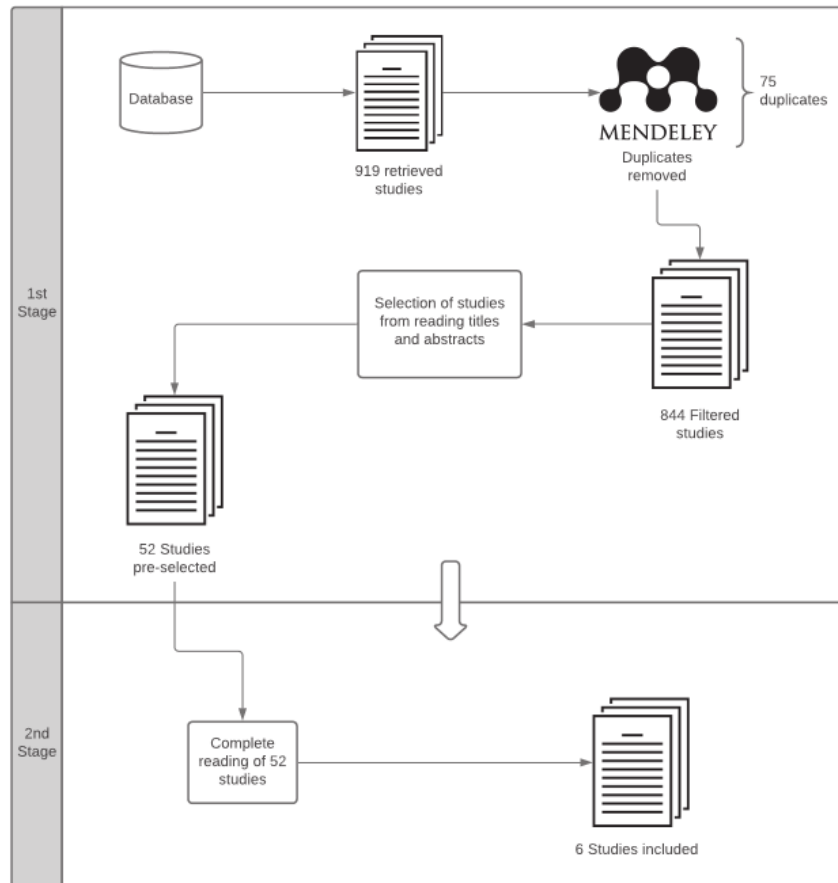 1st
Stage
Database
919 retrieved
studies
MENDELEY
Duplicates
removed
75
duplicates
844 Filtered
studies
Selection of studies
from reading titles
and abstracts
52 Studies
pre-selected
2nd
Stage
Complete
reading of 52
studies
6 Studies included